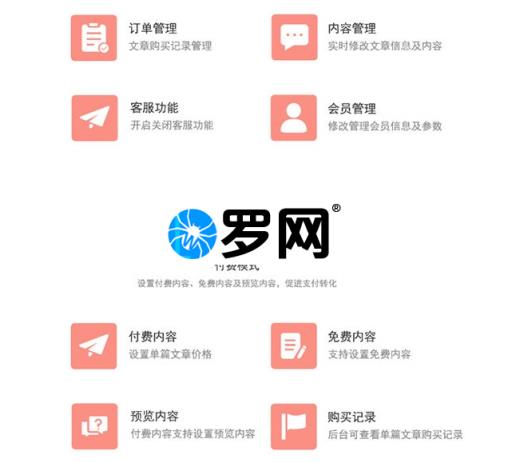 订单管理
文章购买记录管理
内容管理
实时修改文章信息及内容
客服功能
开启关闭客服功能
会员管理
修改管理会员信息及参数
罗网®
付费模式
设置付费内容、免费内容及预览内容，促进支付转化
付费内容
设置单篇文章价格
免费内容
支持设置免费内容
预览内容
付费内容支持设置预览内容
购买记录
后台可查看单篇文章购买记录